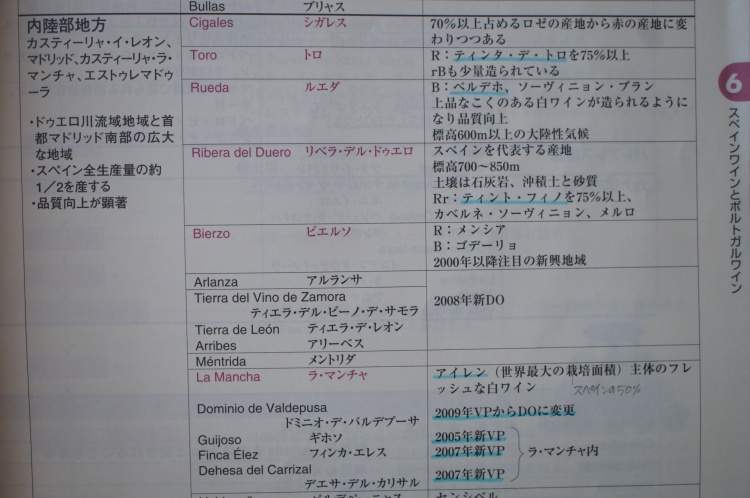 Bullas ブリャス
内陸部地方
カスティーリャ・イ・レオン、
マドリッド、カスティーリャ・ラ・
マンチャ、エストゥレマドゥ
ーラ
・ドゥエロ川流域地域と首
都マドリッド南部の広大
な地域
・スペイン全生産量の約
1/2を産する
・品質向上が顕著
Cigales シガレス 70%以上占めるロゼの産地から赤の産地に変
わりつつある
Toro トロ R：ティンタ・デ・トロを75%以上
rBも少量造られている
Rueda ルエダ B：ベルデホ、ソーヴィニョン・ブラン
上品なこくのある白ワインが造られるように
なり品質向上
標高600m以上の大陸性気候
Ribera del Duero リベラ・デル・ドゥエロ スペインを代表する産地
標高700～850m
土壌は石灰岩、沖積土と砂質
Rr：ティント・フィノを75%以上、
カベルネ・ソーヴィニョン、メルロ
Bierzo ビエルソ R：メンシア
B：ゴデーリョ
2000年以降注目の新興地域
Arlanza アルランサ
Tierra del Vino de Zamora 2008年新DO
ティエラ・デル・ビーノ・デ・サモラ
Tierra de León ティエラ・デ・レオン
Arribes アリーベス
Méntrida メントリダ
La Mancha ラ・マンチャ アイレン（世界最大の栽培面積）主体のフレ
ッシュな白ワイン スペインの50%
Dominio de Valdepusa 2009年VPからDOに変更
ドミニオ・デ・バルデプーサ
Guijoso ギホソ 2005年新VP
Finca Élez フィンカ・エレス 2007年新VP ラ・マンチャ内
Dehesa del Carrizal 2007年新VP
デエサ・デル・カリサル
センシベル
6
スペインワインとポルトガルワイン